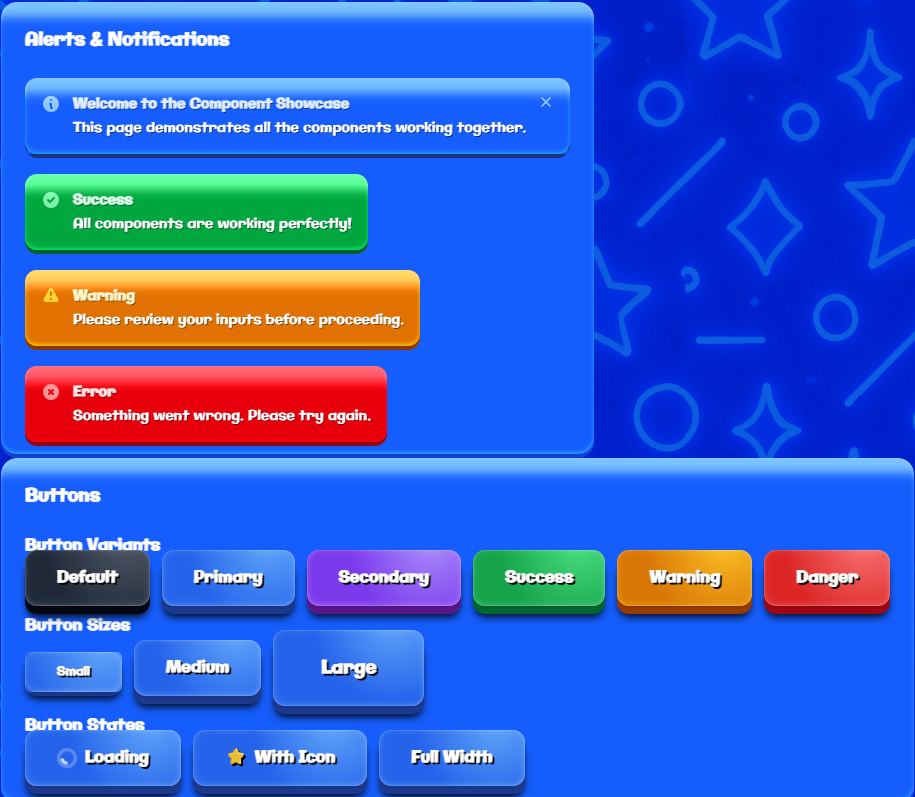 Alerts & Notifications
Welcome to the Component Showcase
This page demonstrates all the components working together.
Success
All components are working perfectly!
Warning
Please review your inputs before proceeding.
Error
Something went wrong. Please try again.
Buttons
Button Variants
Default Primary Secondary Success Warning Danger
Button Sizes
Small Medium Large
Button States
Loading With Icon Full Width